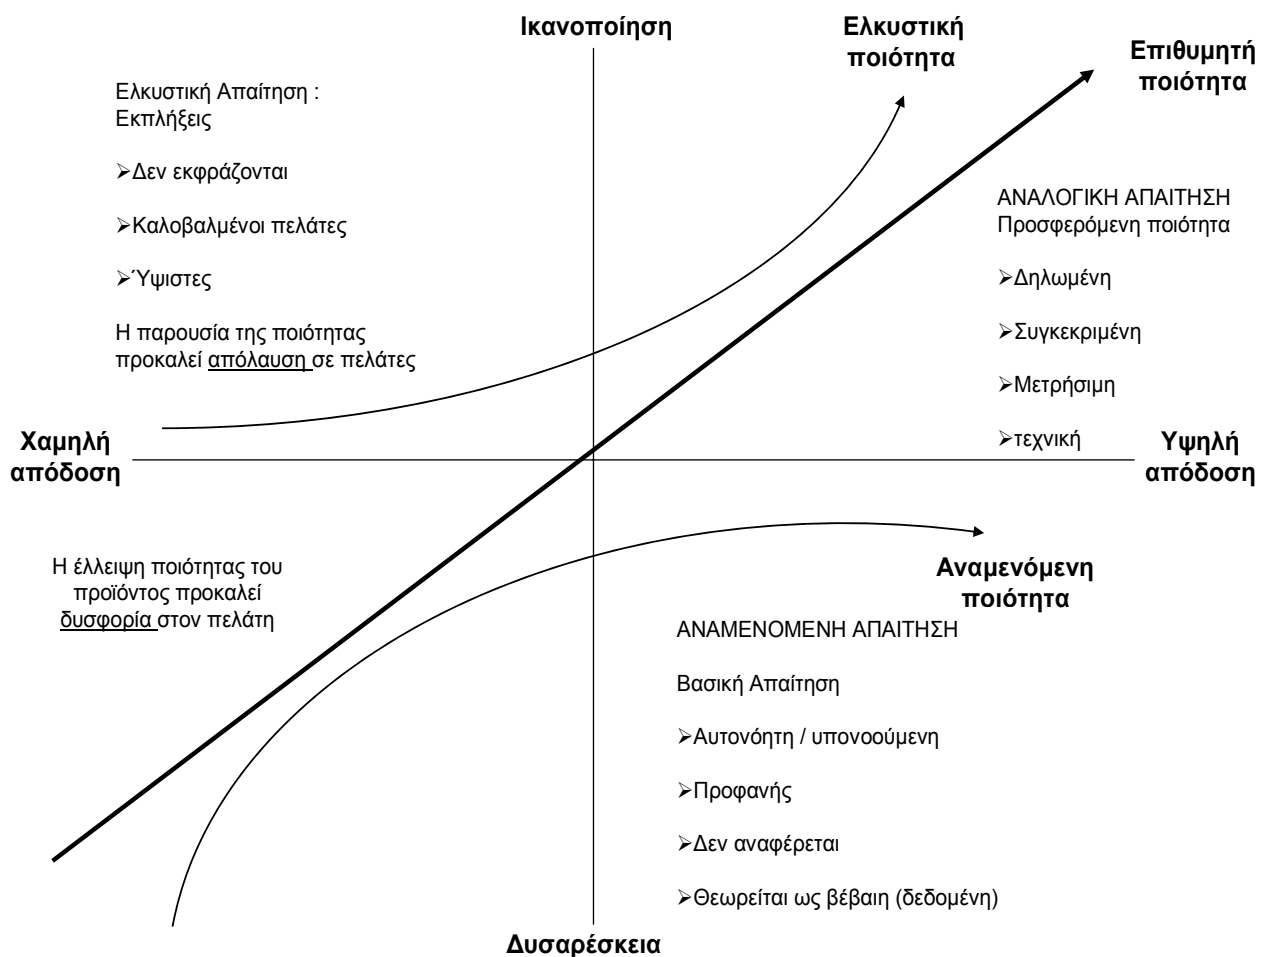 Ικανοποίηση
Ελκυστική
ποιότητα
Επιθυμητή
ποιότητα
Ελκυστική Απαίτηση :
Εκπλήξεις
➢Δεν εκφράζονται
➢Καλοβαλμένοι πελάτες
➢Ύψιστες
Η παρουσία της ποιότητας
προκαλεί απόλαυση σε πελάτες
ΑΝΑΛΟΓΙΚΗ ΑΠΑΙΤΗΣΗ
Προσφερόμενη ποιότητα
➢Δηλωμένη
➢Συγκεκριμένη
➢Μετρήσιμη
➢τεχνική
Χαμηλή
απόδοση
Υψηλή
απόδοση
Η έλλειψη ποιότητας του
προϊόντος προκαλεί
δυσφορία στον πελάτη
Αναμενόμενη
ποιότητα
ΑΝΑΜΕΝΟΜΕΝΗ ΑΠΑΙΤΗΣΗ
Βασική Απαίτηση
➢Αυτονόητη / υπονοούμενη
➢Προφανής
➢Δεν αναφέρεται
➢Θεωρείται ως βέβαιη (δεδομένη)
Δυσαρέσκεια